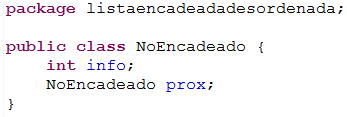 package listaencadeadadesordenada;
public class NoEncadeado {
int info;
NoEncadeado prox;
}